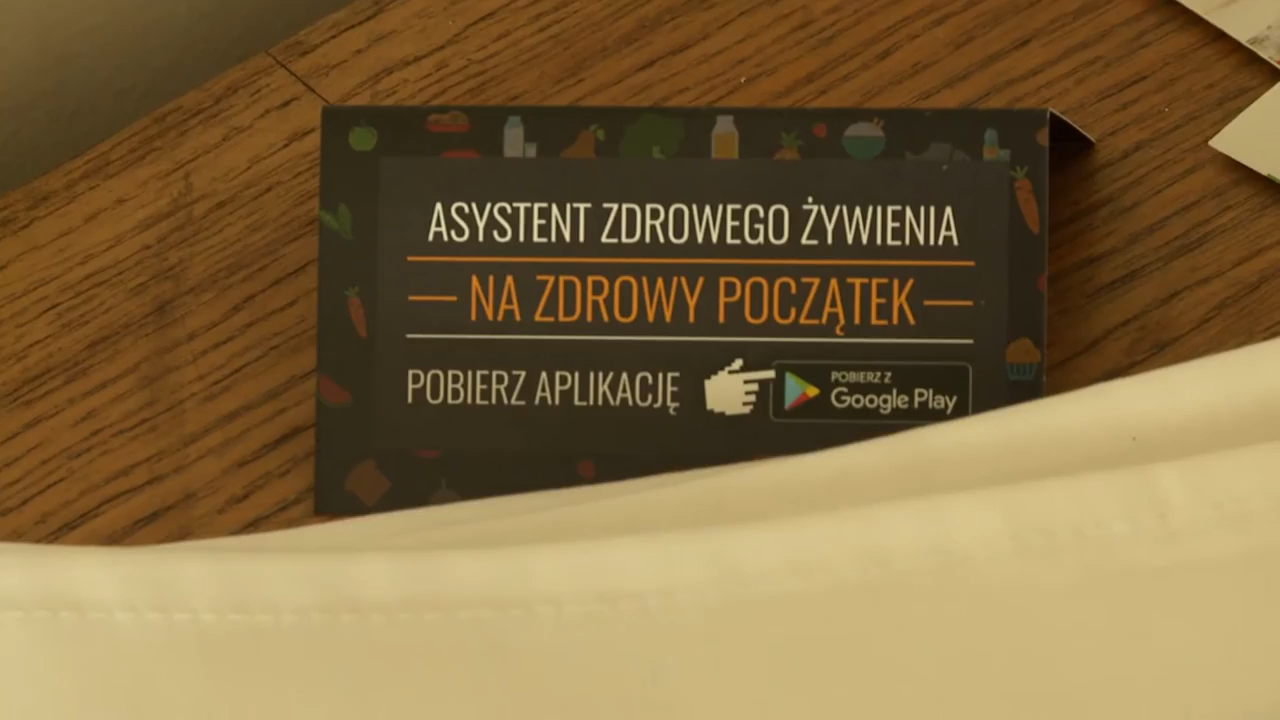 ASYSTENT ZDROWEGO ŻYWIENIA
NA ZDROWY POCZĄTEK
POBIERZ APLIKACJĘ
POBIERZ Z
Google Play